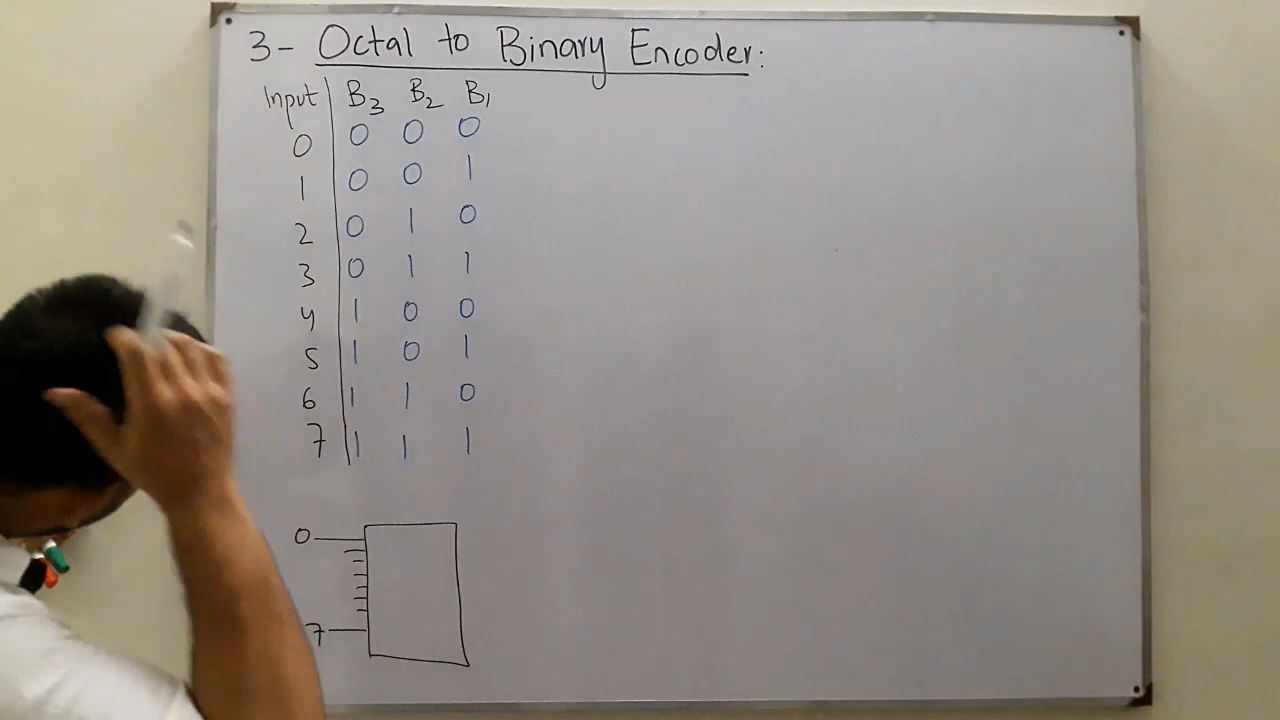 3- Octal to Binary Encoder:
Input B3 B2 B1
0 0 0 0
1 0 0 1
2 0 1 0
3 0 1 1
4 1 0 0
5 1 0 1
6 1 1 0
7 1 1 1
0
7